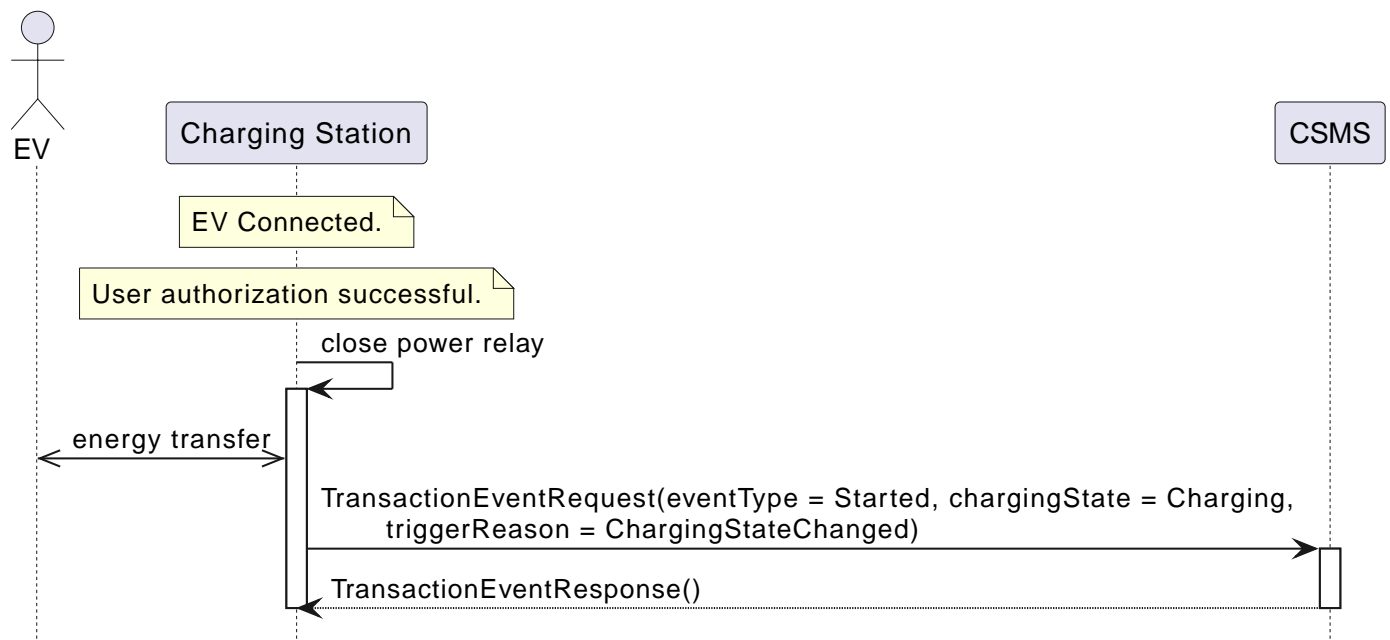 EV
Charging Station
CSMS
EV Connected.
User authorization successful.
close power relay
energy transfer
TransactionEventRequest(eventType = Started, chargingState = Charging,
triggerReason = ChargingStateChanged)
TransactionEventResponse()